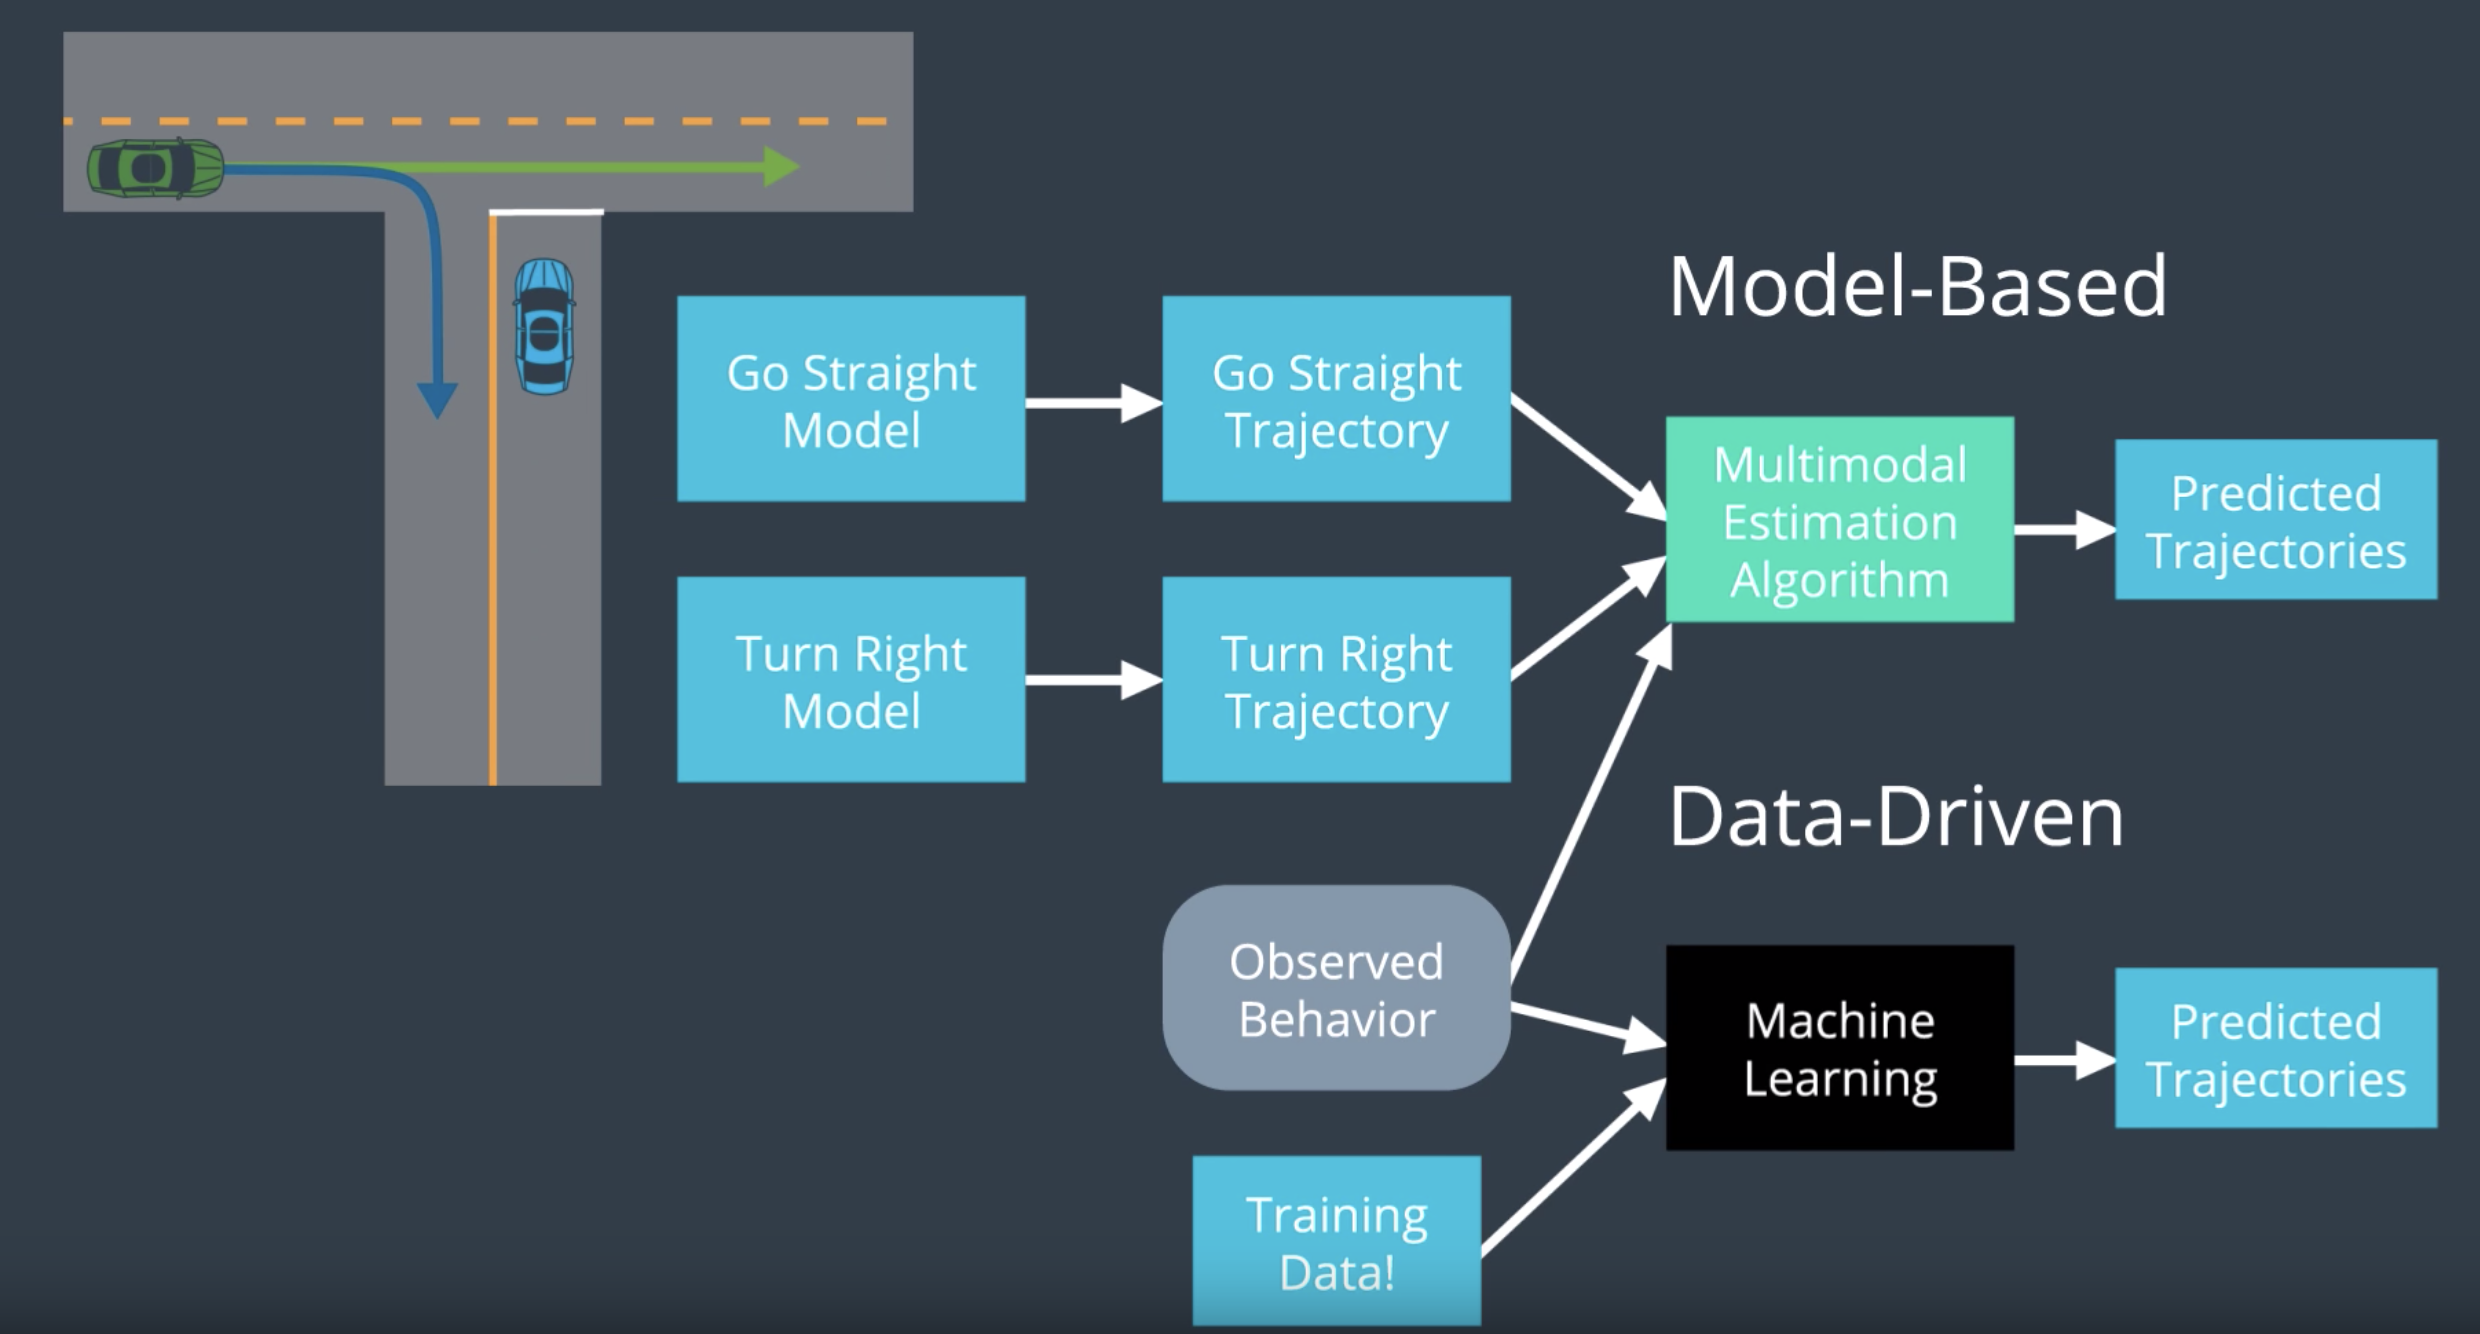 Model-Based
Go Straight
Model
Go Straight
Trajectory
Multimodal
Estimation
Algorithm
Predicted
Trajectories
Turn Right
Model
Turn Right
Trajectory
Data-Driven
Observed
Behavior
Machine
Learning
Predicted
Trajectories
Training
Data!